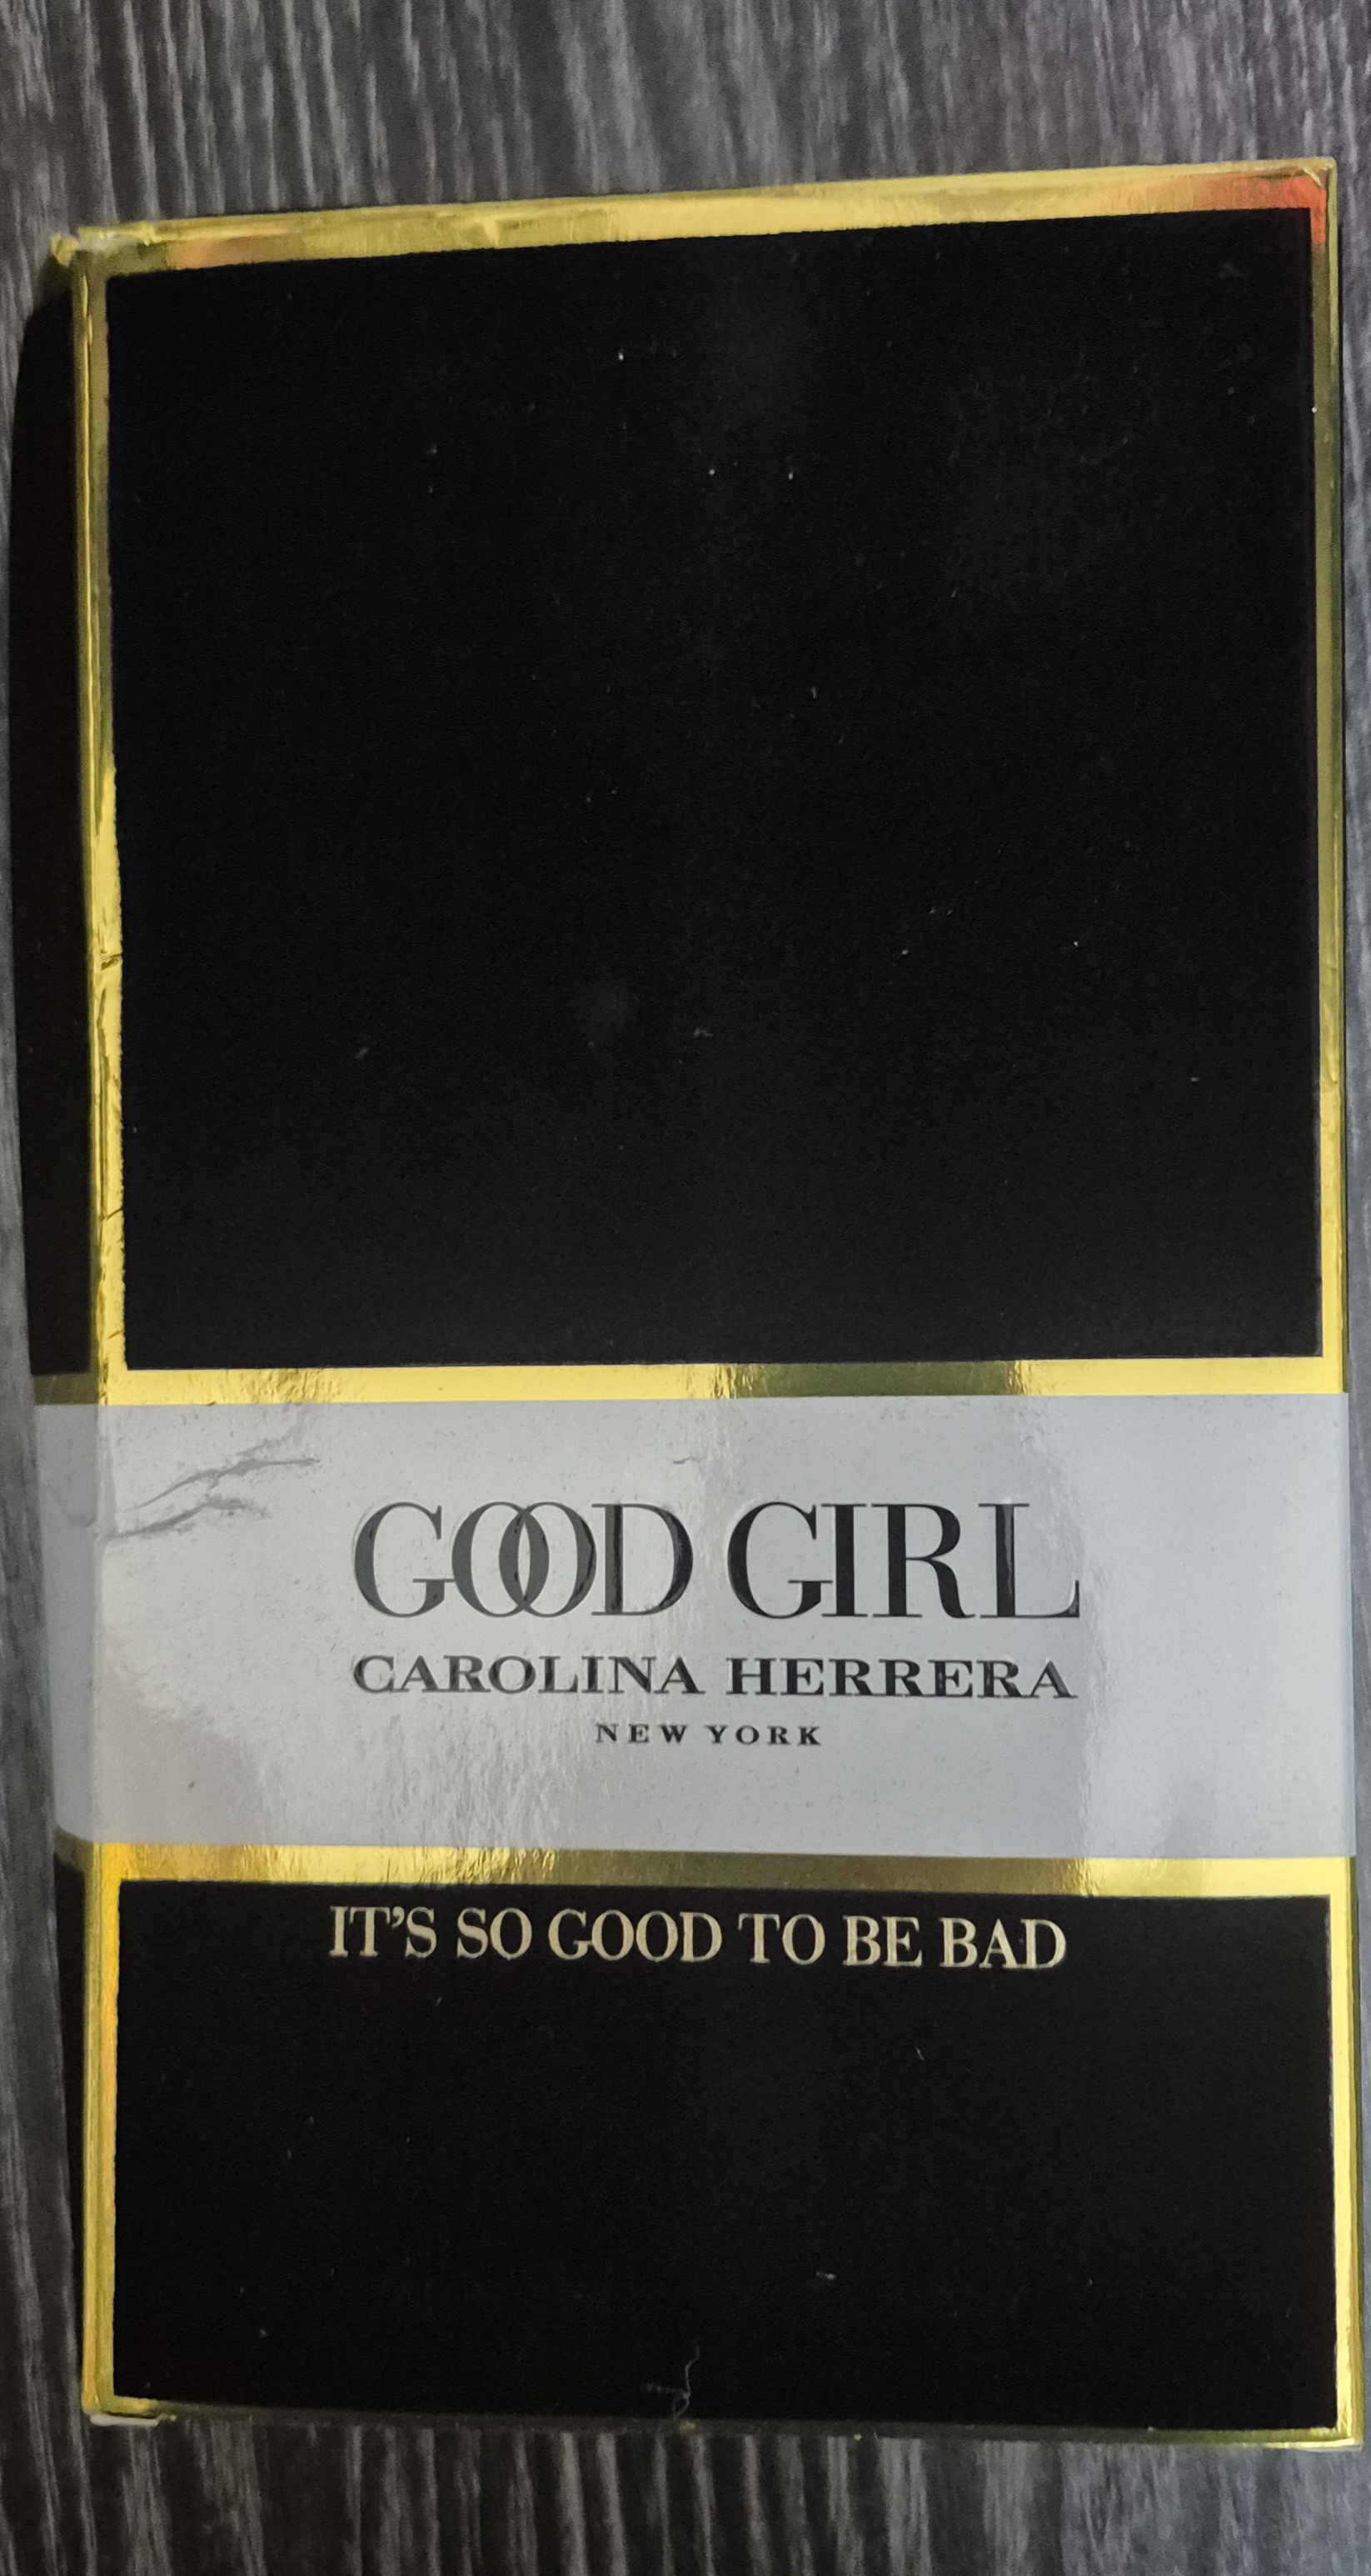 GOOD GIRL
CAROLINA HERRERA
NEW YORK
IT'S SO GOOD TO BE BAD